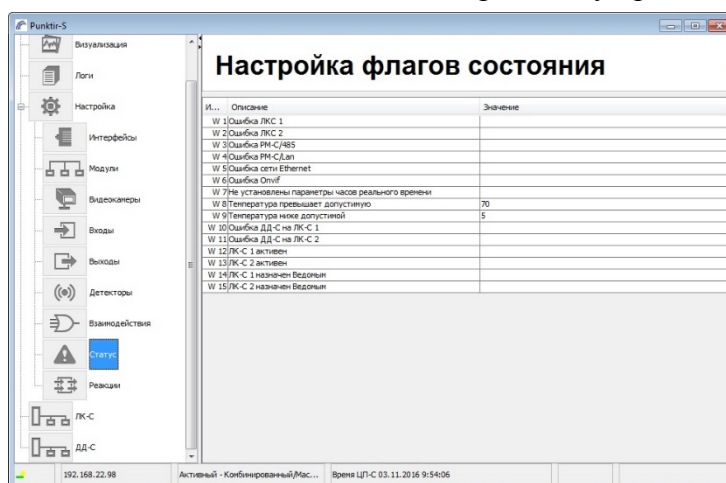 Punktir-S
Визуализация
Логи
Настройка
Интерфейсы
Модули
Видеокамеры
Входы
Выходы
Детекторы
Взаимодействия
Статус
Реакции
ЛК-С
ДД-С
Настройка флагов состояния
И... Описание Значение
W 1 Ошибка ЛКС 1
W 2 Ошибка ЛКС 2
W 3 Ошибка РМ-С/485
W 4 Ошибка РМ-С/Lan
W 5 Ошибка сети Ethernet
W 6 Ошибка Onvif
W 7 Не установлены параметры часов реального времени
W 8 Температура превышает допустимую 70
W 9 Температура ниже допустимой 5
W 10 Ошибка ДД-С на ЛК-С 1
W 11 Ошибка ДД-С на ЛК-С 2
W 12 ЛК-С 1 активен
W 13 ЛК-С 2 активен
W 14 ЛК-С 1 назначен Ведомым
W 15 ЛК-С 2 назначен Ведомым
192.168.22.98 Активный - Комбинированный/Мас... Время ЦП-С 03.11.2016 9:54:06